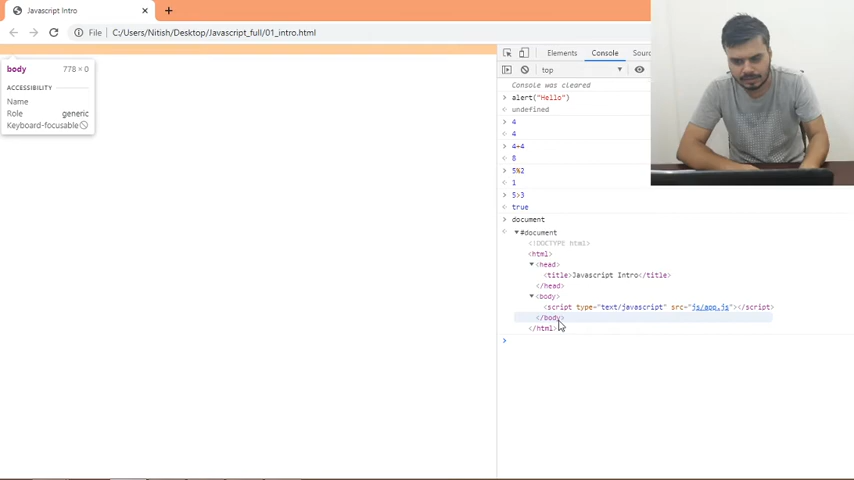 Javascript Intro
File | C:/Users/Nitish/Desktop/Javascript_full/01_intro.html
body 778 × 0
ACCESSIBILITY
Name
Role generic
Keyboard-focusable
Elements Console Sourc
top
Console was cleared
alert("Hello")
undefined
4
4
4+4
8
5%2
1
5>3
true
document
#document
<!DOCTYPE html>
<html>
<head>
<title>Javascript Intro</title>
</head>
<body>
<script type="text/javascript" src="js/app.js"></script>
</body>
</html>